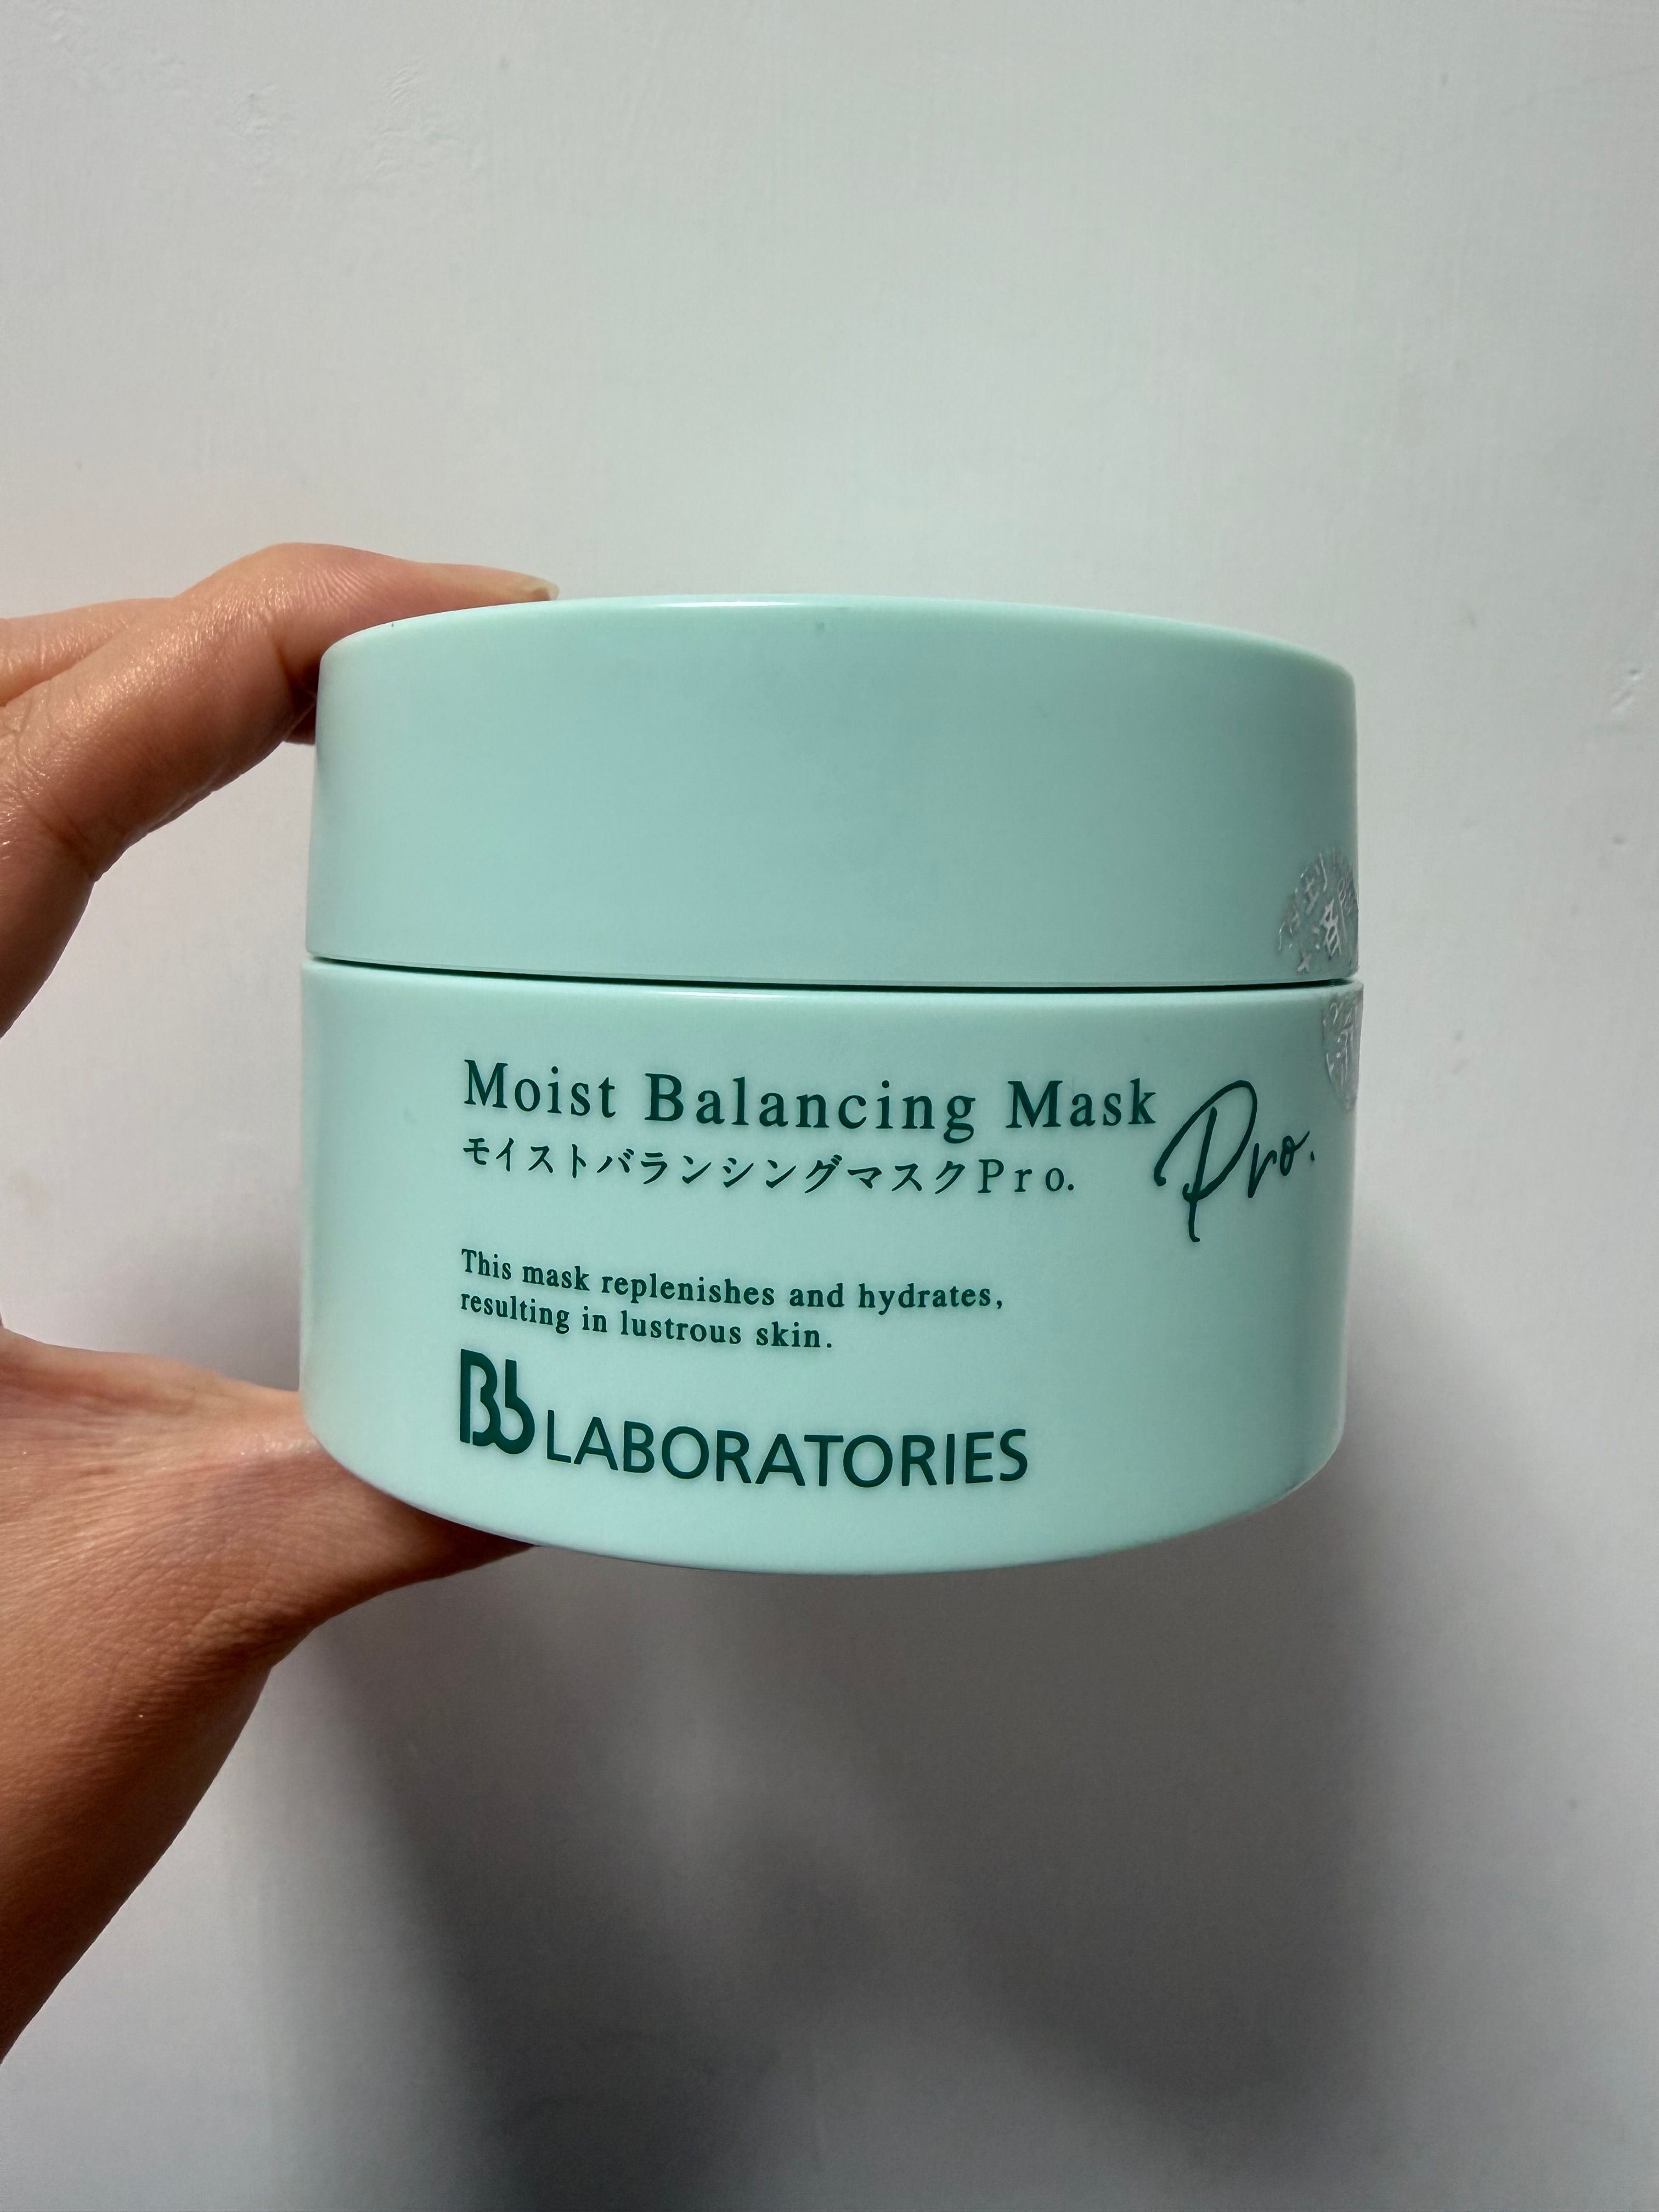 Moist Balancing Mask
Pro.
モイストバランシングマスクPro.
This mask replenishes and hydrates,
resulting in lustrous skin.
Bb LABORATORIES